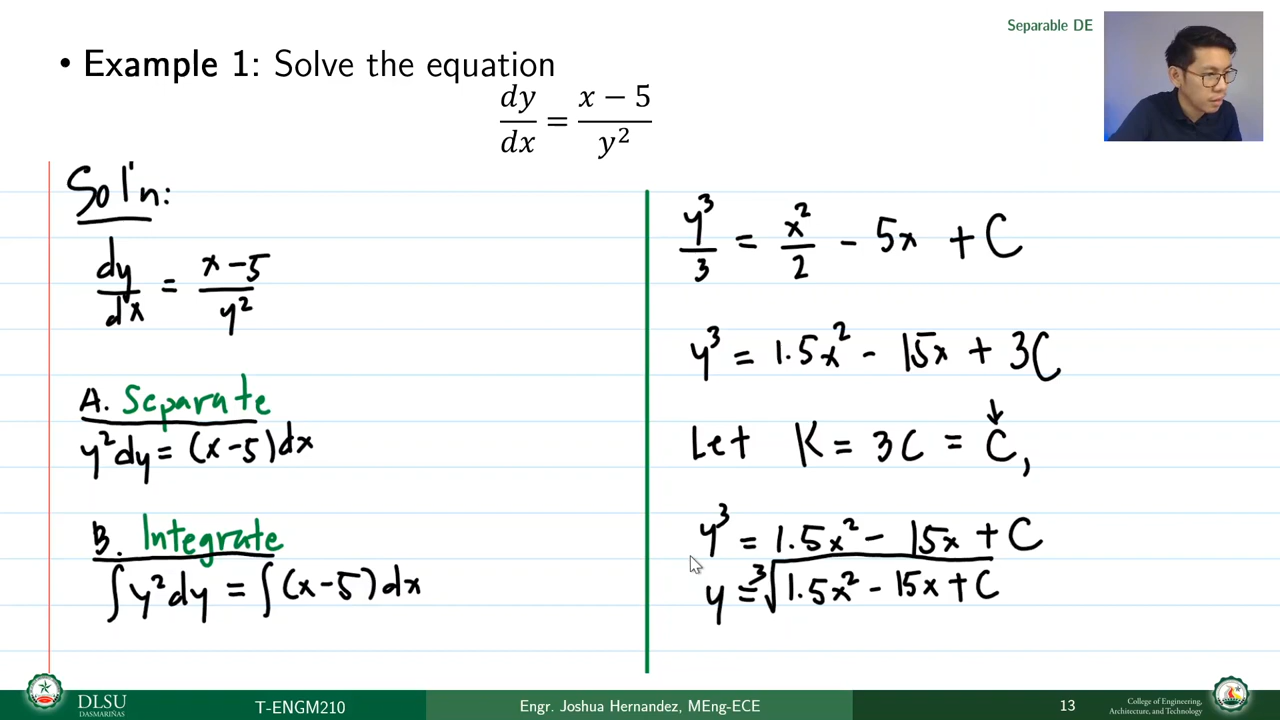 Separable DE
• Example 1: Solve the equation
dy/dx = (x − 5)/y²
Sol'n:
dy/dx = (x − 5)/y²
A. Separate
y²dy = (x − 5)dx
B. Integrate
∫y²dy = ∫(x − 5)dx
y³/3 = x²/2 − 5x + C
y³ = 1.5x² − 15x + 3C
Let K = 3C = C,
y³ = 1.5x² − 15x + C
y = ∛(1.5x² − 15x + C)
DLSU
DASMARIÑAS
T-ENGM210
Engr. Joshua Hernandez, MEng-ECE
13
College of Engineering,
Architecture, and Technology